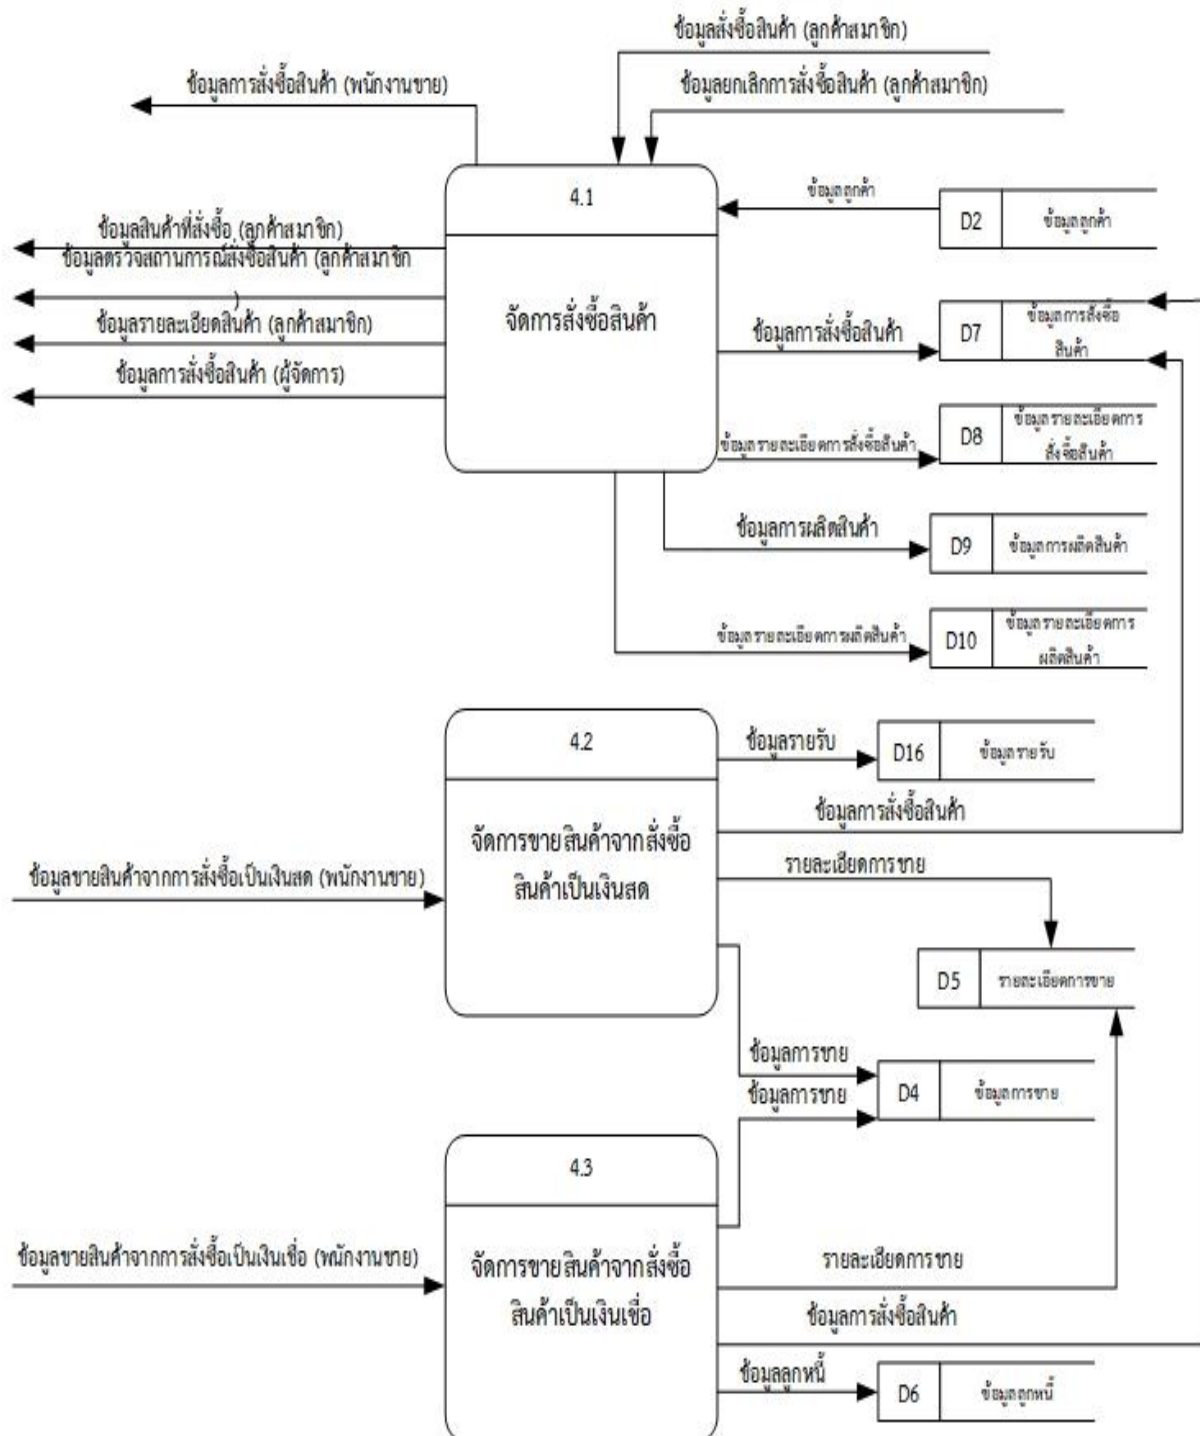 ข้อมูลสั่งซื้อสินค้า (ลูกค้าสมาชิก)
ข้อมูลการสั่งซื้อสินค้า (พนักงานขาย)
ข้อมูลยกเลิกการสั่งซื้อสินค้า (ลูกค้าสมาชิก)
4.1
จัดการสั่งซื้อสินค้า
ข้อมูลลูกค้า
D2
ข้อมูลลูกค้า
ข้อมูลสินค้าที่สั่งซื้อ (ลูกค้าสมาชิก)
ข้อมูลตรวจสถานการณ์สั่งซื้อสินค้า (ลูกค้าสมาชิก
)
ข้อมูลรายละเอียดสินค้า (ลูกค้าสมาชิก)
ข้อมูลการสั่งซื้อสินค้า (ผู้จัดการ)
ข้อมูลการสั่งซื้อสินค้า
D7
ข้อมูลการสั่งซื้อ
สินค้า
ข้อมูลรายละเอียดการสั่งซื้อสินค้า
D8
ข้อมูลรายละเอียดการ
สั่งซื้อสินค้า
ข้อมูลการผลิตสินค้า
D9
ข้อมูลการผลิตสินค้า
ข้อมูลรายละเอียดการผลิตสินค้า
D10
ข้อมูลรายละเอียดการ
ผลิตสินค้า
4.2
จัดการขายสินค้าจากสั่งซื้อ
สินค้าเป็นเงินสด
ข้อมูลรายรับ
D16
ข้อมูลรายรับ
ข้อมูลการสั่งซื้อสินค้า
ข้อมูลขายสินค้าจากการสั่งซื้อเป็นเงินสด (พนักงานขาย)
รายละเอียดการขาย
D5
รายละเอียดการขาย
ข้อมูลการขาย
ข้อมูลการขาย
D4
ข้อมูลการขาย
4.3
จัดการขายสินค้าจากสั่งซื้อ
สินค้าเป็นเงินเชื่อ
ข้อมูลขายสินค้าจากการสั่งซื้อเป็นเงินเชื่อ (พนักงานขาย)
รายละเอียดการขาย
ข้อมูลการสั่งซื้อสินค้า
ข้อมูลลูกหนี้
D6
ข้อมูลลูกหนี้